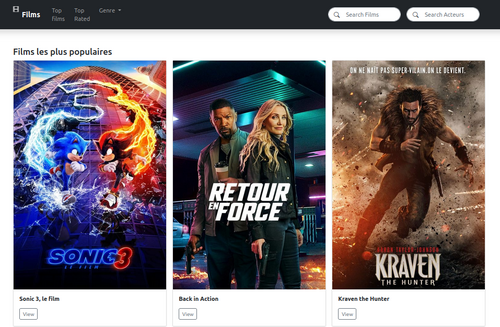 Films
Top Films
Top Rated
Genre
Search Films
Search Acteurs
Films les plus populaires
SONIC 3
LE FILM
RETOUR
EN FORCE
ON NE NAÎT PAS SUPER-VILAIN. ON LE DEVIENT.
AARON TAYLOR-JOHNSON
KRAVEN
THE HUNTER
Sonic 3, le film
Back in Action
Kraven the Hunter
View
View
View